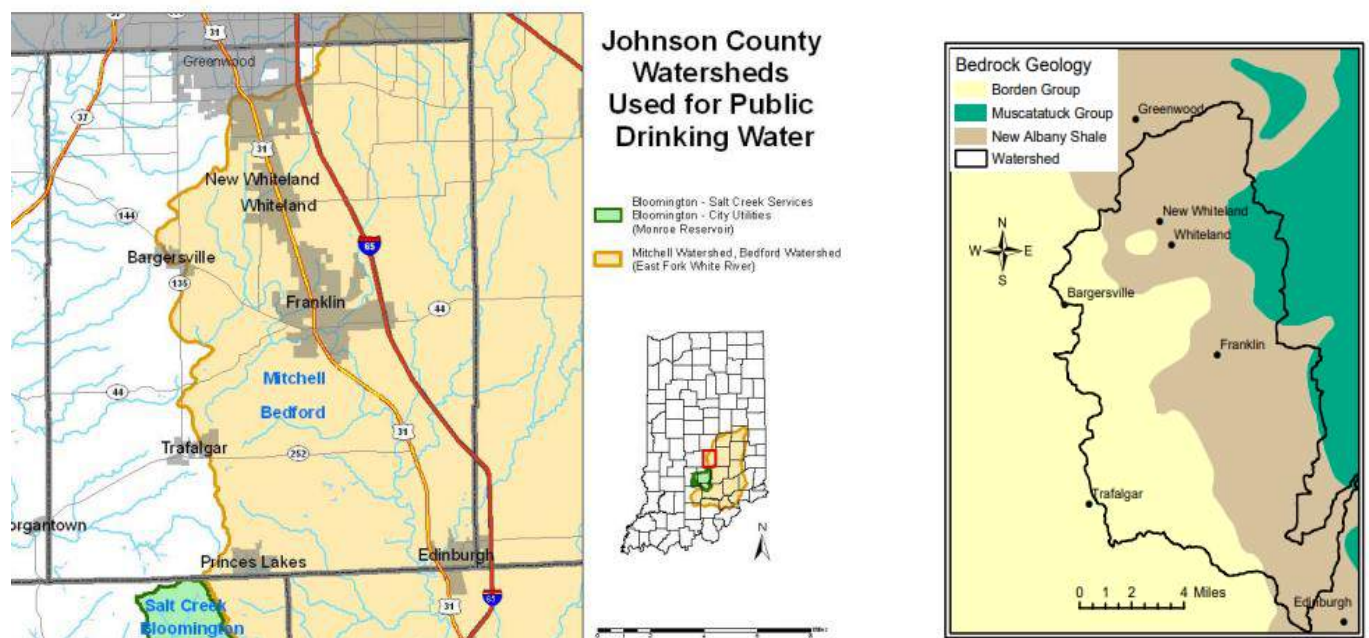 37
31
Greenwood
37
31
New Whiteland
Whiteland
144
65
Bargersville
135
Franklin
44
Mitchell
44
Bedford
31
Trafalgar
252
organtown
Princes Lakes
Edinburgh
Salt Creek
Bloomington
31
65
Johnson County
Watersheds
Used for Public
Drinking Water
Bloomington - Salt Creek Services
Bloomington - City Utilities
(Monroe Reservoir)
Mitchell Watershed, Bedford Watershed
(East Fork White River)
N
Bedrock Geology
Borden Group
Muscatatuck Group
New Albany Shale
Watershed
Greenwood
New Whiteland
Whiteland
N
W E
S
Bargersville
Franklin
Trafalgar
0 1 2 4 Miles
Edinburgh